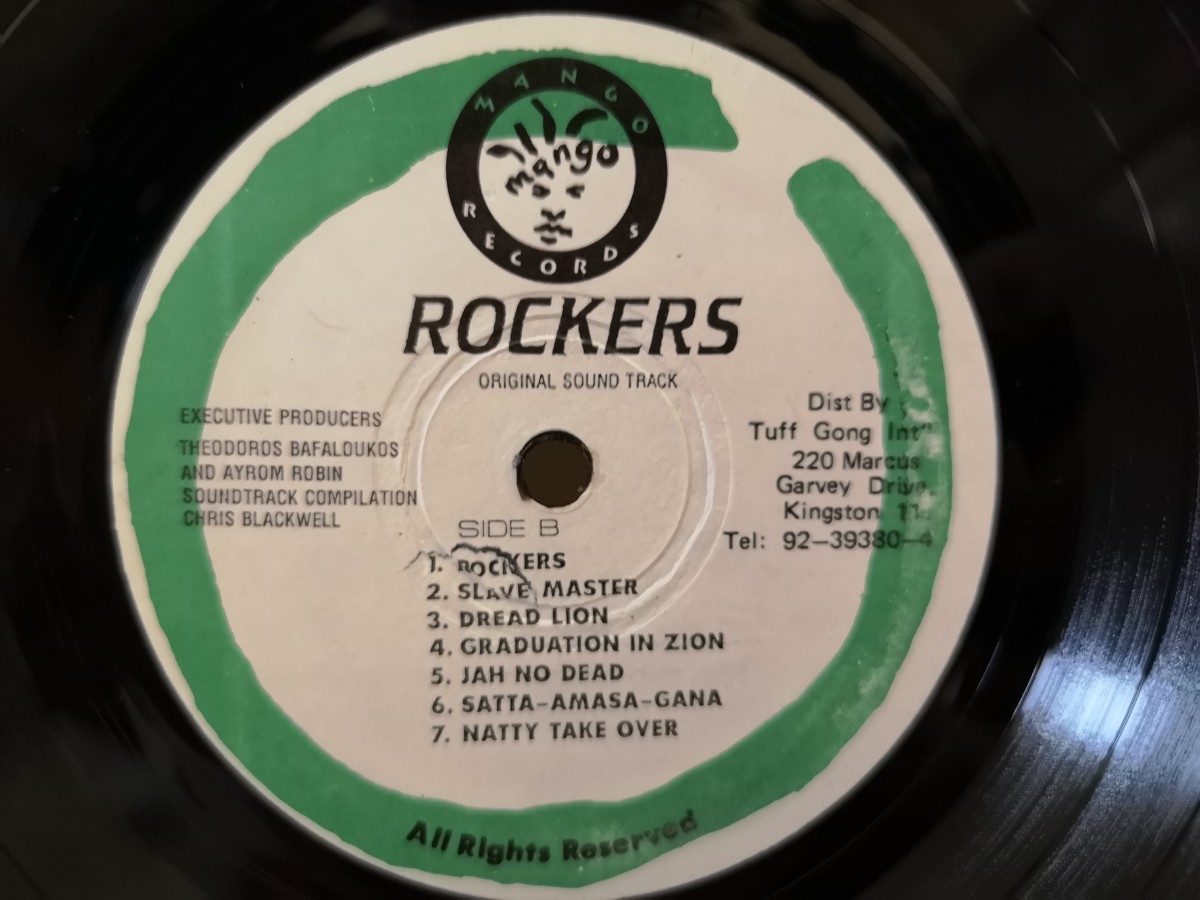 MANGO
mango
RECORDS
ROCKERS
ORIGINAL SOUND TRACK
EXECUTIVE PRODUCERS
THEODOROS BAFALOUKOS
AND AYROM ROBIN
SOUNDTRACK COMPILATION
CHRIS BLACKWELL
Dist By ;
Tuff Gong Int"
220 Marcus
Garvey Drive,
Kingston 11.
Tel: 92-39380-4
SIDE B
1. ROCKERS
2. SLAVE MASTER
3. DREAD LION
4. GRADUATION IN ZION
5. JAH NO DEAD
6. SATTA-AMASA-GANA
7. NATTY TAKE OVER
All Rights Reserved